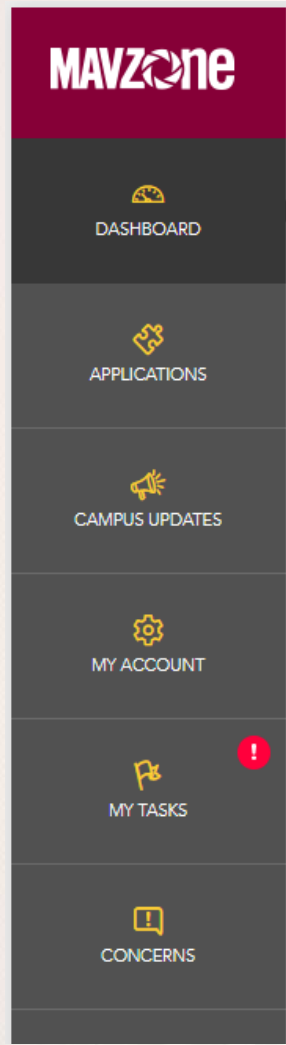 MAVZONE
DASHBOARD
APPLICATIONS
CAMPUS UPDATES
MY ACCOUNT
!
MY TASKS
!
CONCERNS